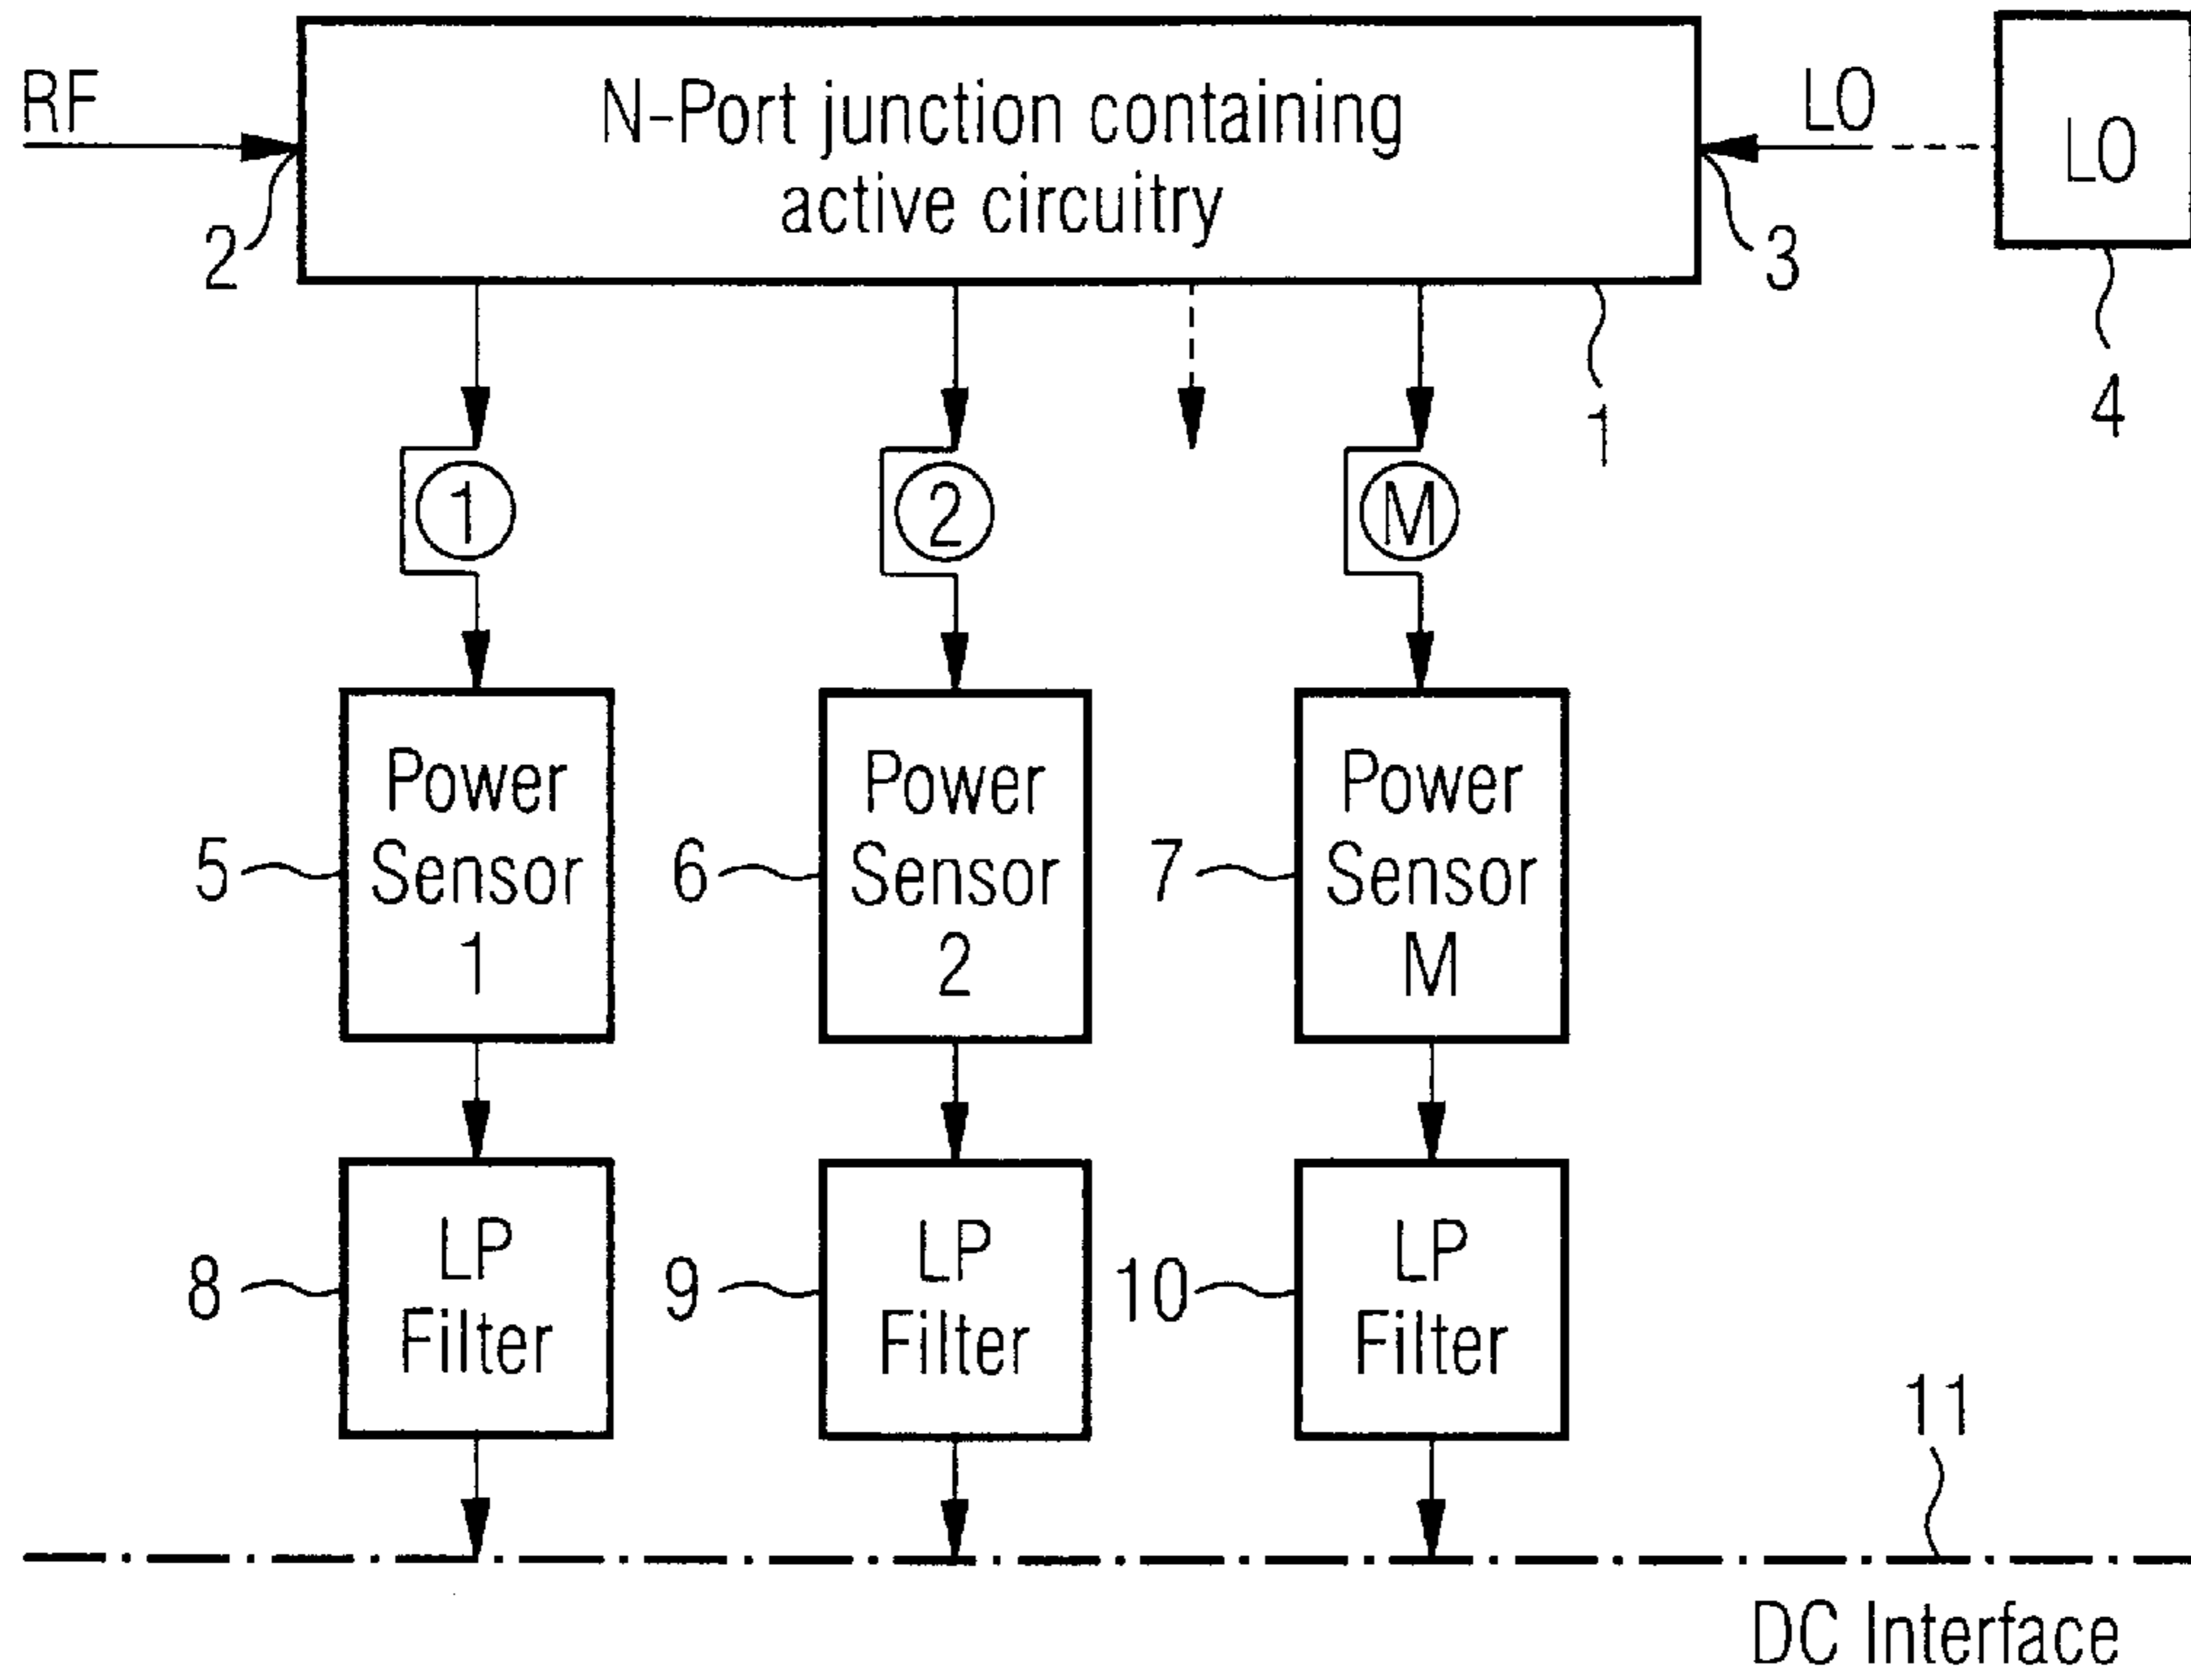 RF
N-Port junction containing
active circuitry
LO
LO
2
3
1
4
1
2
M
5
Power
Sensor
1
6
Power
Sensor
2
7
Power
Sensor
M
8
LP
Filter
9
LP
Filter
10
LP
Filter
11
DC Interface